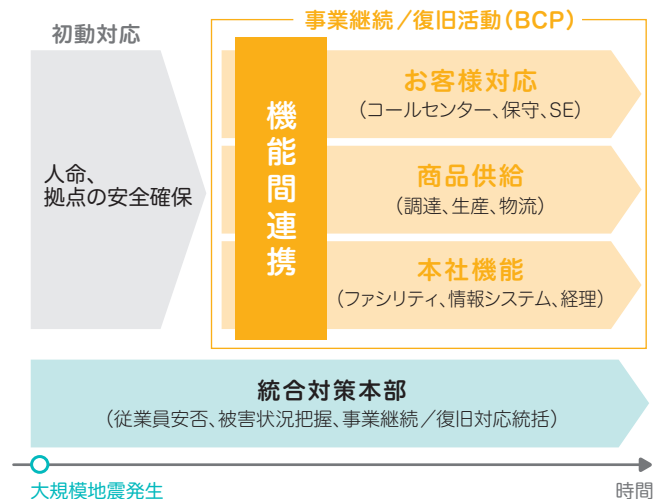 初動対応
人命、
拠点の安全確保
事業継続／復旧活動（BCP）
機能間連携
お客様対応
（コールセンター、保守、SE）
商品供給
（調達、生産、物流）
本社機能
（ファシリティ、情報システム、経理）
統合対策本部
（従業員安否、被害状況把握、事業継続／復旧対応統括）
大規模地震発生
時間